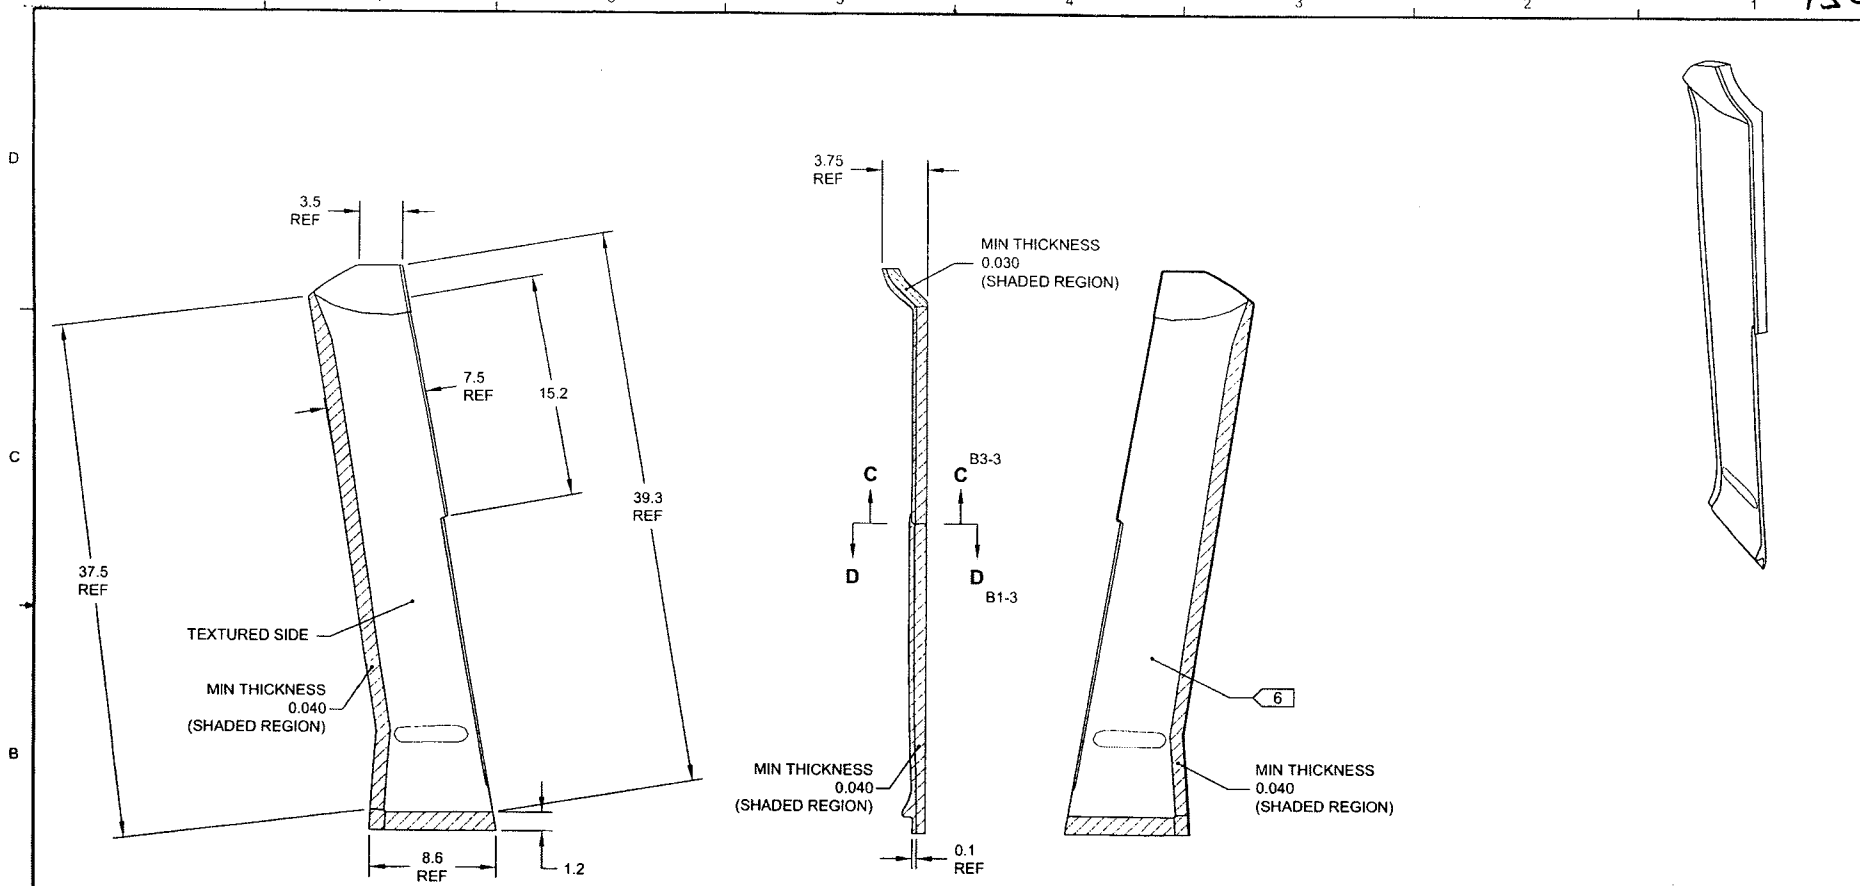 5
4
3
2
1
D
3.75
REF
3.5
REF
MIN THICKNESS
0.030
(SHADED REGION)
7.5
REF
15.2
C
C
C
B3-3
39.3
REF
D
D
B1-3
37.5
REF
TEXTURED SIDE
MIN THICKNESS
0.040
(SHADED REGION)
6
B
MIN THICKNESS
0.040
(SHADED REGION)
MIN THICKNESS
0.040
(SHADED REGION)
8.6
REF
1.2
0.1
REF